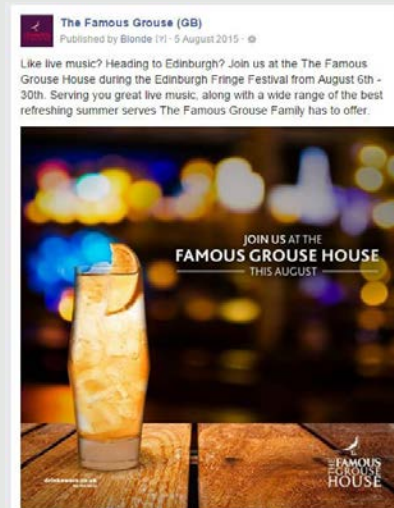 The Famous Grouse (GB)
Published by Blonde [?] · 5 August 2015 ·
Like live music? Heading to Edinburgh? Join us at the The Famous
Grouse House during the Edinburgh Fringe Festival from August 6th -
30th. Serving you great live music, along with a wide range of the best
refreshing summer serves The Famous Grouse Family has to offer.
JOIN US AT THE
FAMOUS GROUSE HOUSE
THIS AUGUST
THE
FAMOUS
GROUSE
HOUSE
drinkaware.co.uk